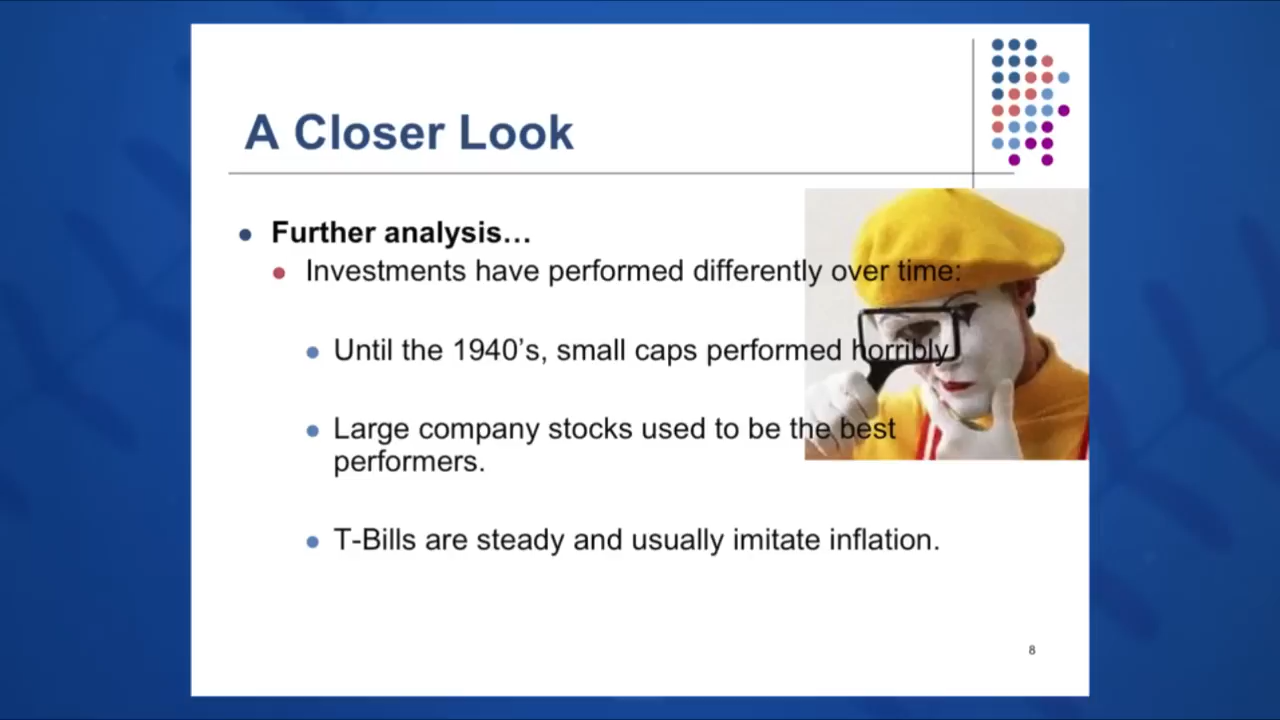 A Closer Look
Further analysis…
Investments have performed differently over time:
Until the 1940’s, small caps performed horribly
Large company stocks used to be the best
performers.
T-Bills are steady and usually imitate inflation.
8